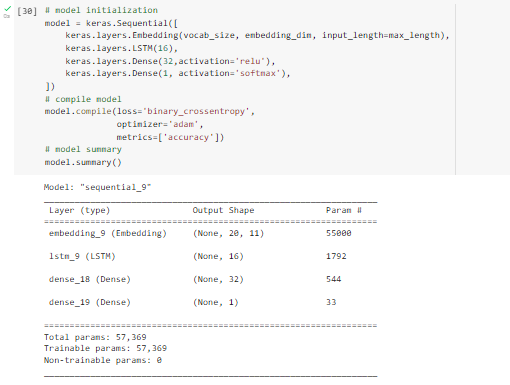 [30] # model initialization
model = keras.Sequential([
keras.layers.Embedding(vocab_size, embedding_dim, input_length=max_length),
keras.layers.LSTM(16),
keras.layers.Dense(32,activation='relu'),
keras.layers.Dense(1, activation='softmax'),
])
# compile model
model.compile(loss='binary_crossentropy',
optimizer='adam',
metrics=['accuracy'])
# model summary
model.summary()
Model: "sequential_9"
Layer (type) Output Shape Param #
embedding_9 (Embedding) (None, 20, 11) 55000
lstm_9 (LSTM) (None, 16) 1792
dense_18 (Dense) (None, 32) 544
dense_19 (Dense) (None, 1) 33
Total params: 57,369
Trainable params: 57,369
Non-trainable params: 0